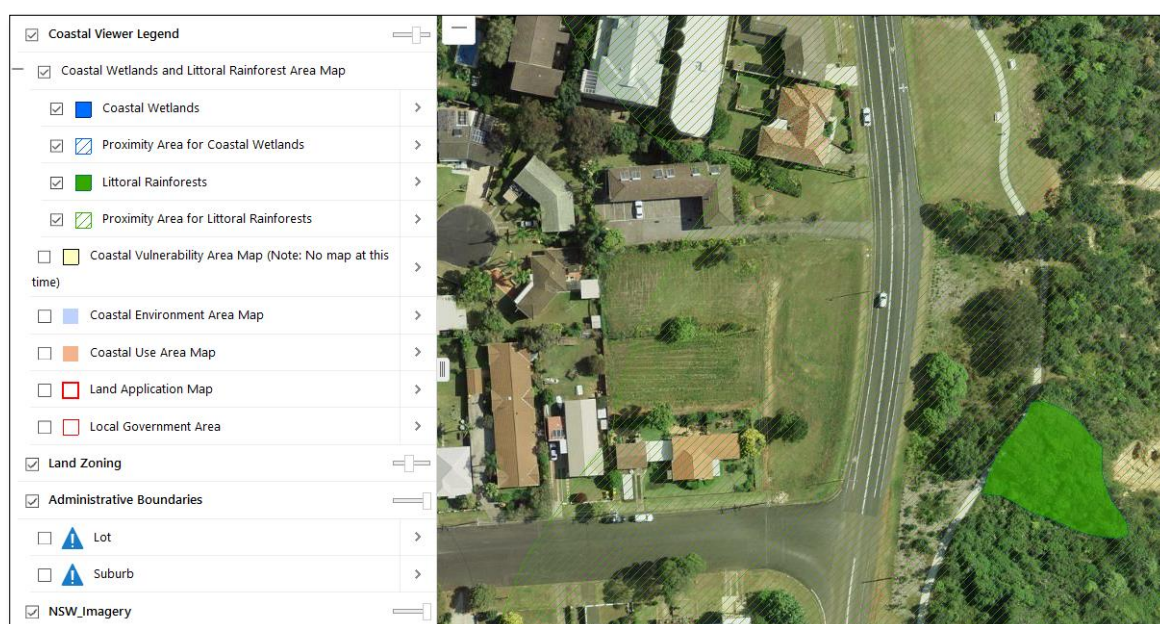 Coastal Viewer Legend
Coastal Wetlands and Littoral Rainforest Area Map
Coastal Wetlands
Proximity Area for Coastal Wetlands
Littoral Rainforests
Proximity Area for Littoral Rainforests
Coastal Vulnerability Area Map (Note: No map at this
time)
Coastal Environment Area Map
Coastal Use Area Map
Land Application Map
Local Government Area
Land Zoning
Administrative Boundaries
Lot
Suburb
NSW_Imagery